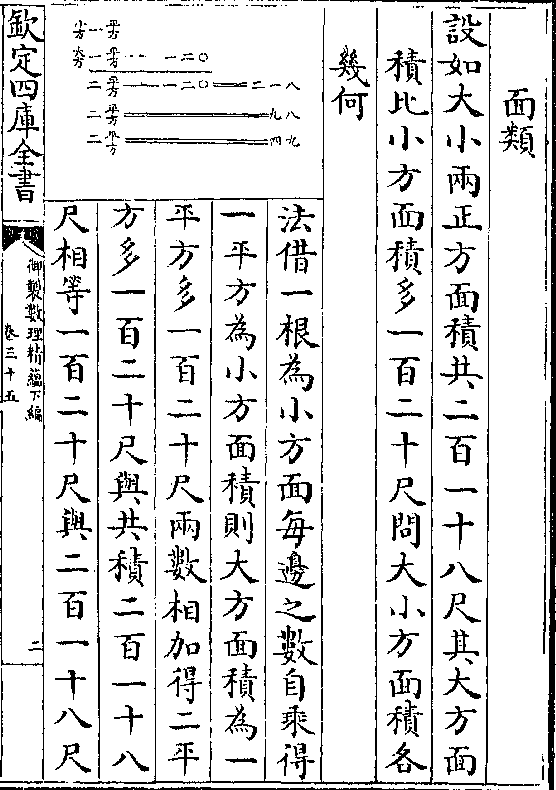 面類
設如大小兩正方面積共二百一十八尺其大方面
積比小方面積多一百二十尺問大小方面積各
幾何
法借一根為小方面每邊之數自乘得
一平方為小方面積則大方面積為一
平方多一百二十尺兩數相加得二平
方多一百二十尺與共積二百一十八
尺相等一百二十尺與二百一十八尺
小方 一平方
大方 一平方 一二〇
二平方 一二〇 二一八
二平方 九八
二平方 四九
欽定四庫全書
御製數理精蘊下編
卷三十五
二